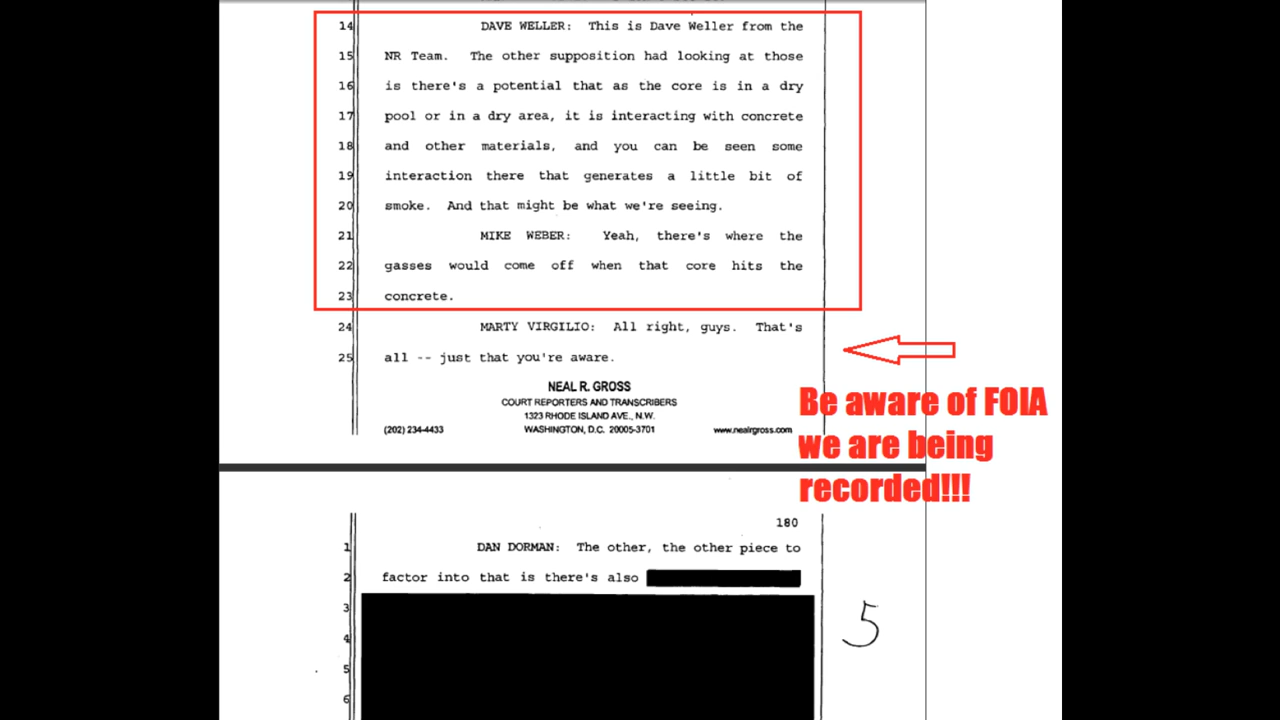 14 DAVE WELLER: This is Dave Weller from the
15 NR Team. The other supposition had looking at those
16 is there's a potential that as the core is in a dry
17 pool or in a dry area, it is interacting with concrete
18 and other materials, and you can be seen some
19 interaction there that generates a little bit of
20 smoke. And that might be what we're seeing.
21 MIKE WEBER: Yeah, there's where the
22 gasses would come off when that core hits the
23 concrete.
24 MARTY VIRGILIO: All right, guys. That's
25 all -- just that you're aware.
NEAL R. GROSS
COURT REPORTERS AND TRANSCRIBERS
1323 RHODE ISLAND AVE., N.W.
(202) 234-4433 WASHINGTON, D.C. 20005-3701 www.nealrgross.com
Be aware of FOIA
we are being
recorded!!!
180
1 DAN DORMAN: The other, the other piece to
2 factor into that is there's also
3
4
5
6
5